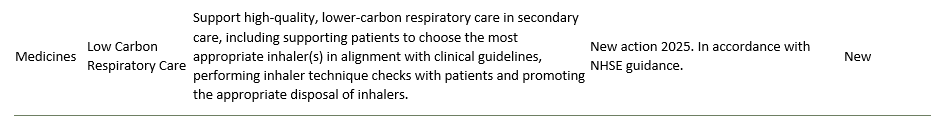 Medicines
Low Carbon
Respiratory Care
Support high-quality, lower-carbon respiratory care in secondary
care, including supporting patients to choose the most
appropriate inhaler(s) in alignment with clinical guidelines,
performing inhaler technique checks with patients and promoting
the appropriate disposal of inhalers.
New action 2025. In accordance with
NHSE guidance.
New